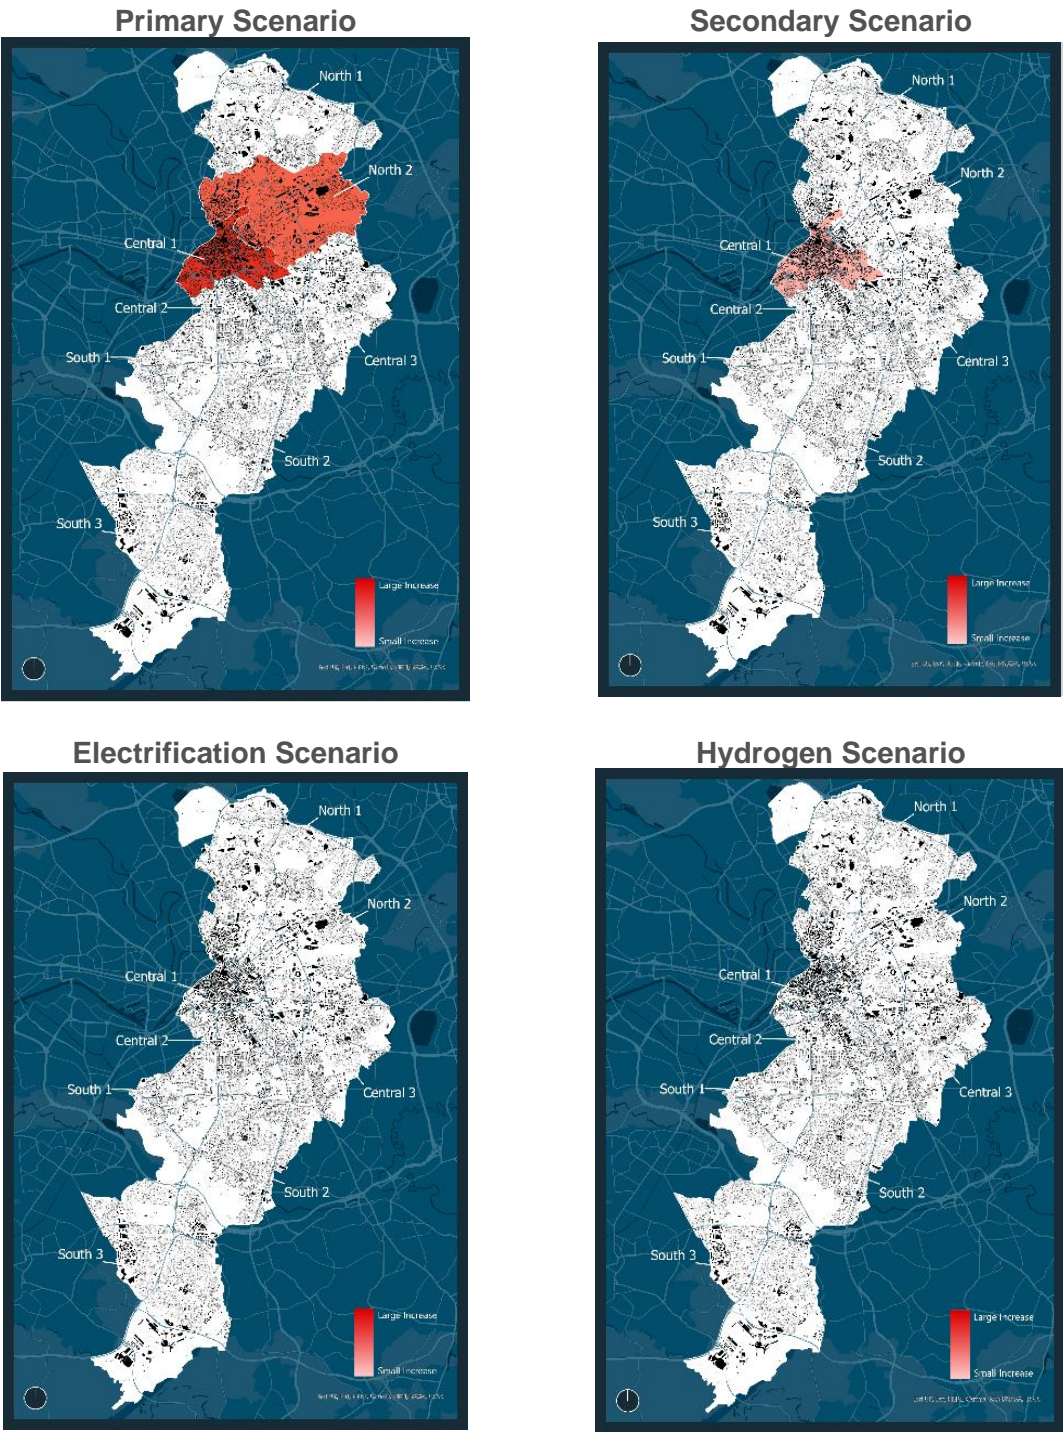 Primary Scenario
North 1
North 2
Central 1
Central 2
South 1
Central 3
South 2
South 3
Large Increase
Small Increase
Secondary Scenario
North 1
North 2
Central 1
Central 2
South 1
Central 3
South 2
South 3
Large Increase
Small Increase
Electrification Scenario
North 1
North 2
Central 1
Central 2
South 1
Central 3
South 2
South 3
Large Increase
Small Increase
Hydrogen Scenario
North 1
North 2
Central 1
Central 2
South 1
Central 3
South 2
South 3
Large Increase
Small Increase